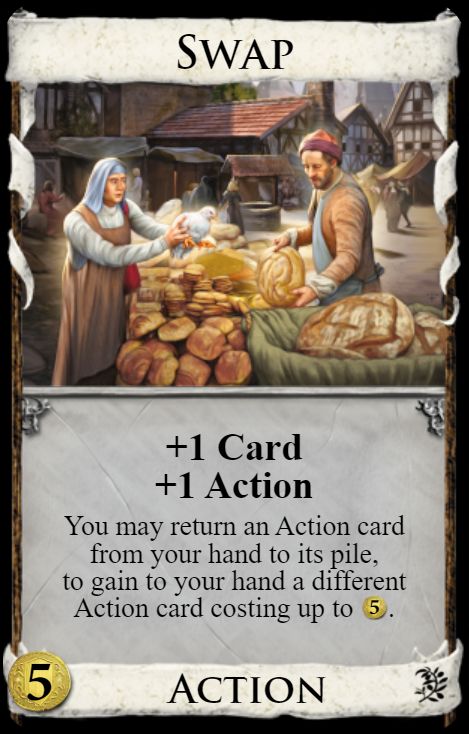 Swap
+1 Card
+1 Action
You may return an Action card
from your hand to its pile,
to gain to your hand a different
Action card costing up to 5.
5 Action